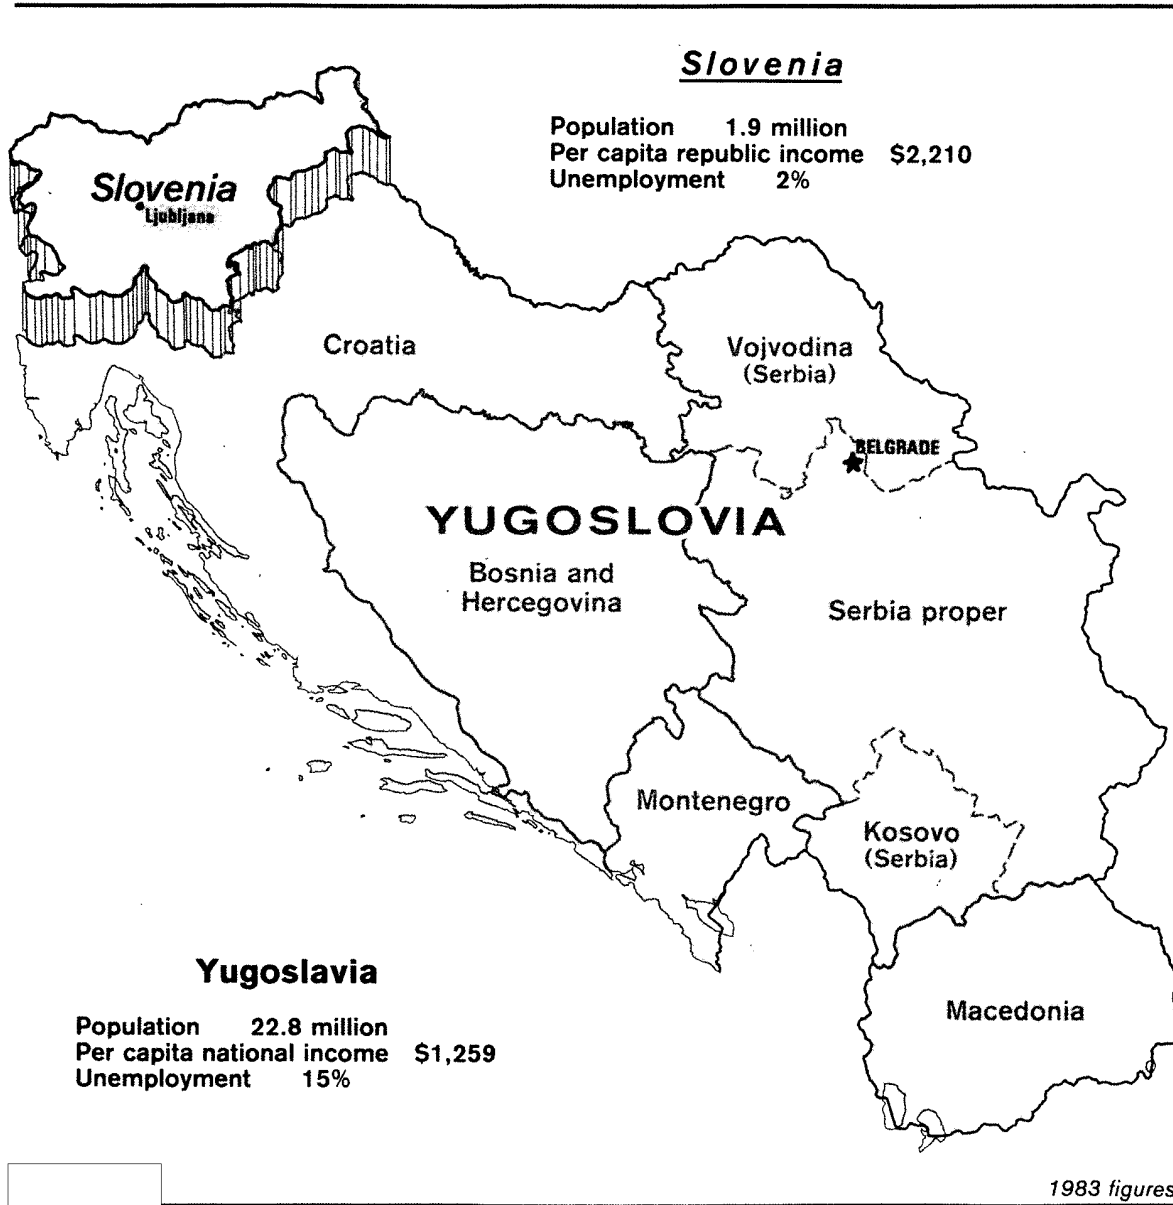 Slovenia
Population 1.9 million
Per capita republic income $2,210
Unemployment 2%
Slovenia
Ljubljana
Croatia
Vojvodina
(Serbia)
BELGRADE
YUGOSLOVIA
Bosnia and
Hercegovina
Serbia proper
Montenegro
Kosovo
(Serbia)
Macedonia
Yugoslavia
Population 22.8 million
Per capita national income $1,259
Unemployment 15%
1983 figures